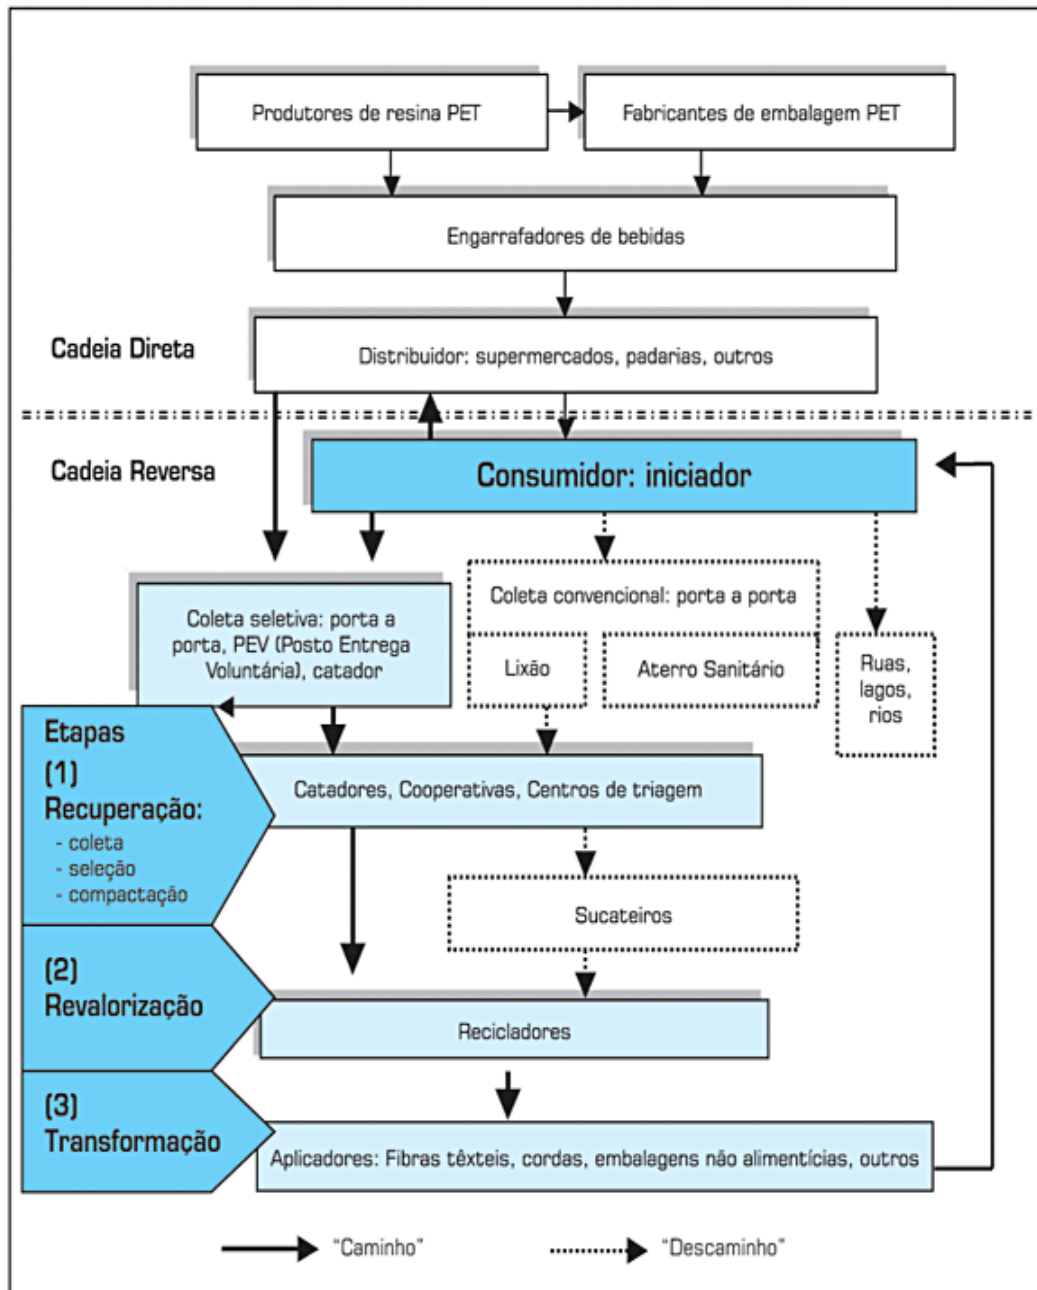 Produtores de resina PET
Fabricantes de embalagem PET
Engarrafadores de bebidas
Cadeia Direta
Distribuidor: supermercados, padarias, outros
Cadeia Reversa
Consumidor: iniciador
Coleta seletiva: porta a
porta, PEV (Posto Entrega
Voluntária), catador
Coleta convencional: porta a porta
Lixão
Aterro Sanitário
Ruas,
lagos,
rios
Etapas
(1)
Recuperação:
- coleta
- seleção
- compactação
Catadores, Cooperativas, Centros de triagem
Sucateiros
(2)
Revalorização
Recicladores
(3)
Transformação
Aplicadores: Fibras têxteis, cordas, embalagens não alimentícias, outros
"Caminho"
"Descaminho"